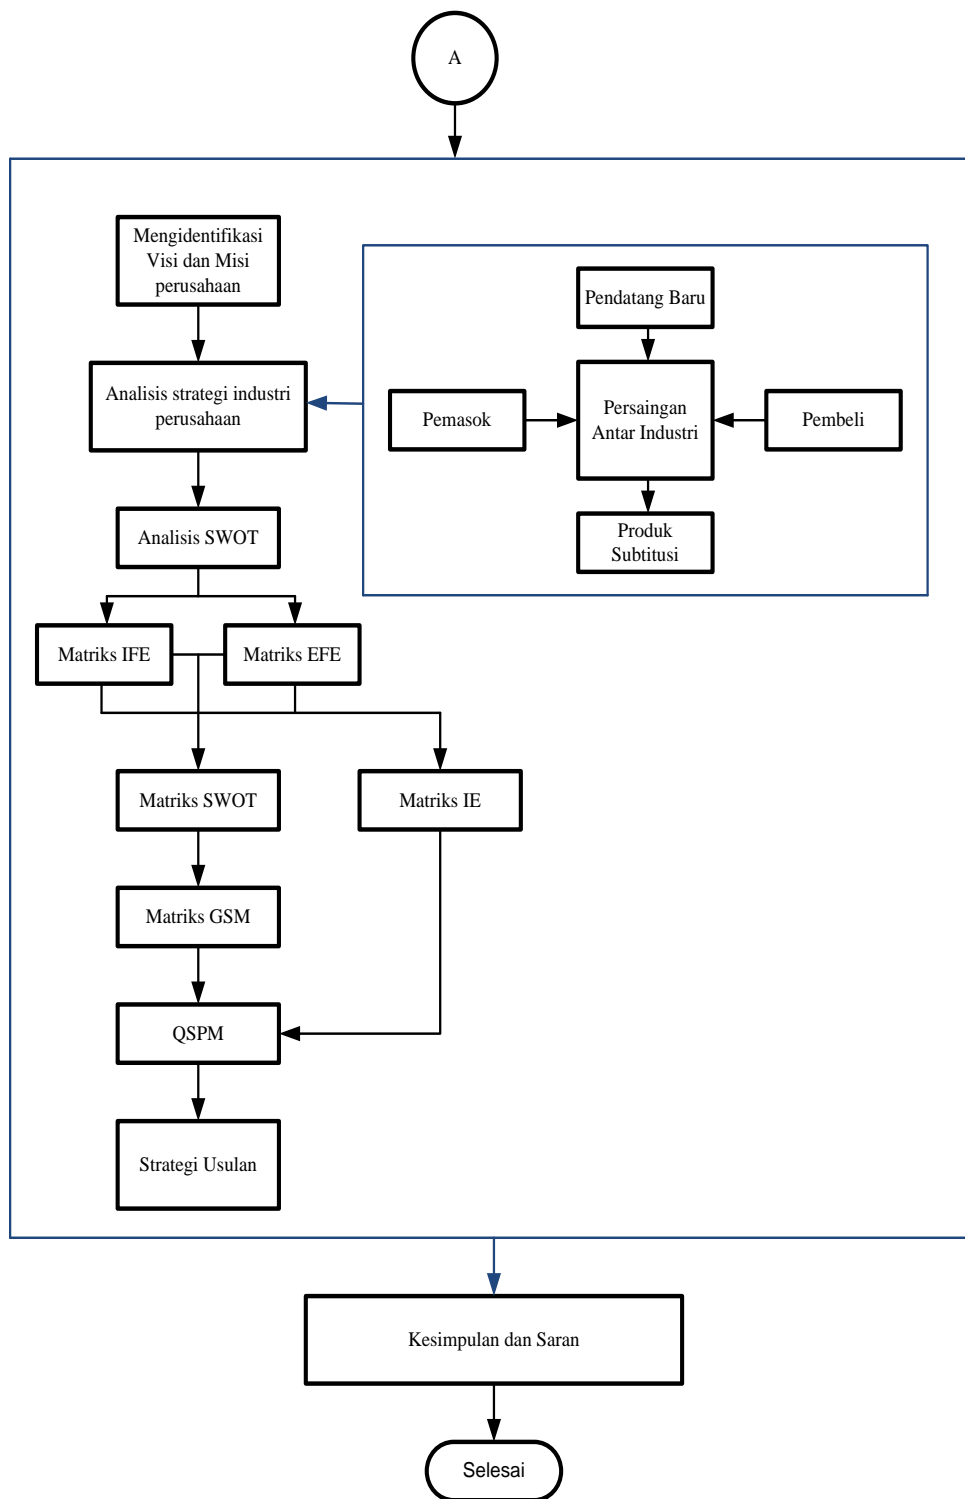 A
Mengidentifikasi
Visi dan Misi
perusahaan
Pendatang Baru
Analisis strategi industri
perusahaan
Pemasok
Persaingan
Antar Industri
Pembeli
Analisis SWOT
Produk
Subtitusi
Matriks IFE
Matriks EFE
Matriks SWOT
Matriks IE
Matriks GSM
QSPM
Strategi Usulan
Kesimpulan dan Saran
Selesai